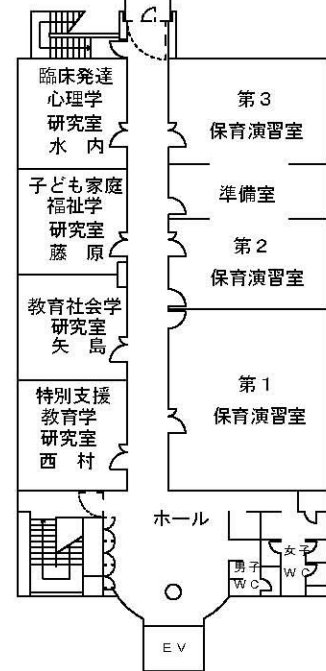 臨床発達
心理学
研究室
水　内
第３
保育演習室
子ども家庭
福祉学
研究室
藤　原
準備室
第２
保育演習室
教育社会学
研究室
矢　島
第１
保育演習室
特別支援
教育学
研究室
西　村
ホール
男子
ＷＣ
女子
ＷＣ
ＥＶ